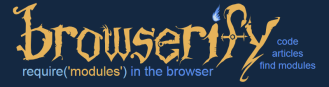 browserify
require('modules') in the browser
code
articles
find modules